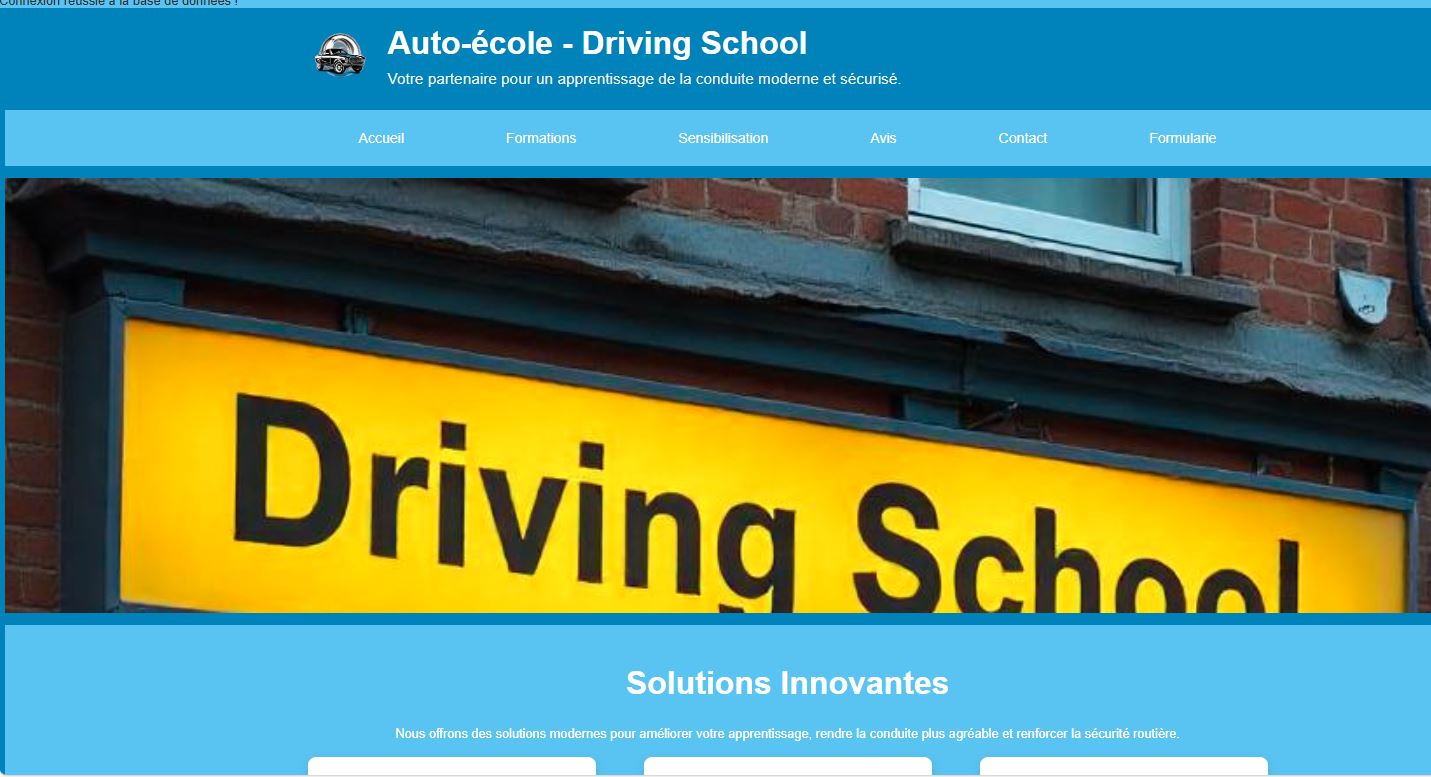 Connexion réussie à la base de données !
Auto-école - Driving School
Votre partenaire pour un apprentissage de la conduite moderne et sécurisé.
Accueil Formations Sensibilisation Avis Contact Formularie
Driving School
Solutions Innovantes
Nous offrons des solutions modernes pour améliorer votre apprentissage, rendre la conduite plus agréable et renforcer la sécurité routière.